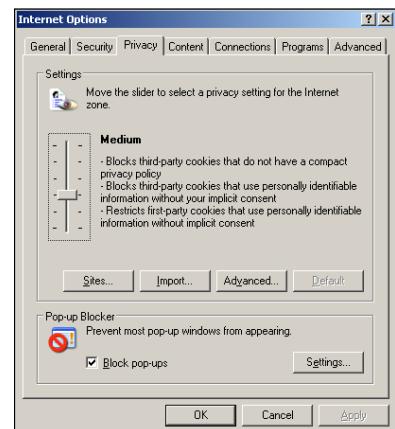 Internet Options
General Security Privacy Content Connections Programs Advanced
Settings
Move the slider to select a privacy setting for the Internet
zone.
Medium
- Blocks third-party cookies that do not have a compact
privacy policy
- Blocks third-party cookies that use personally identifiable
information without your implicit consent
- Restricts first-party cookies that use personally identifiable
information without implicit consent
Sites... Import... Advanced... Default
Pop-up Blocker
Prevent most pop-up windows from appearing.
Block pop-ups Settings...
OK Cancel Apply